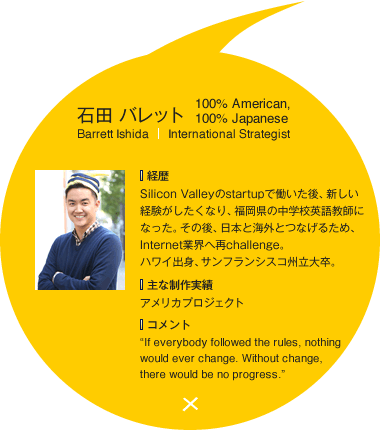 石田 バレット
100% American,
100% Japanese
Barrett Ishida | International Strategist
経歴
Silicon Valleyのstartupで働いた後、新しい
経験がしたくなり、福岡県の中学校英語教師に
なった。その後、日本と海外とつなげるため、
Internet業界へ再challenge。
ハワイ出身、サンフランシスコ州立大卒。
主な制作実績
アメリカプロジェクト
コメント
“If everybody followed the rules, nothing
would ever change. Without change,
there would be no progress.”